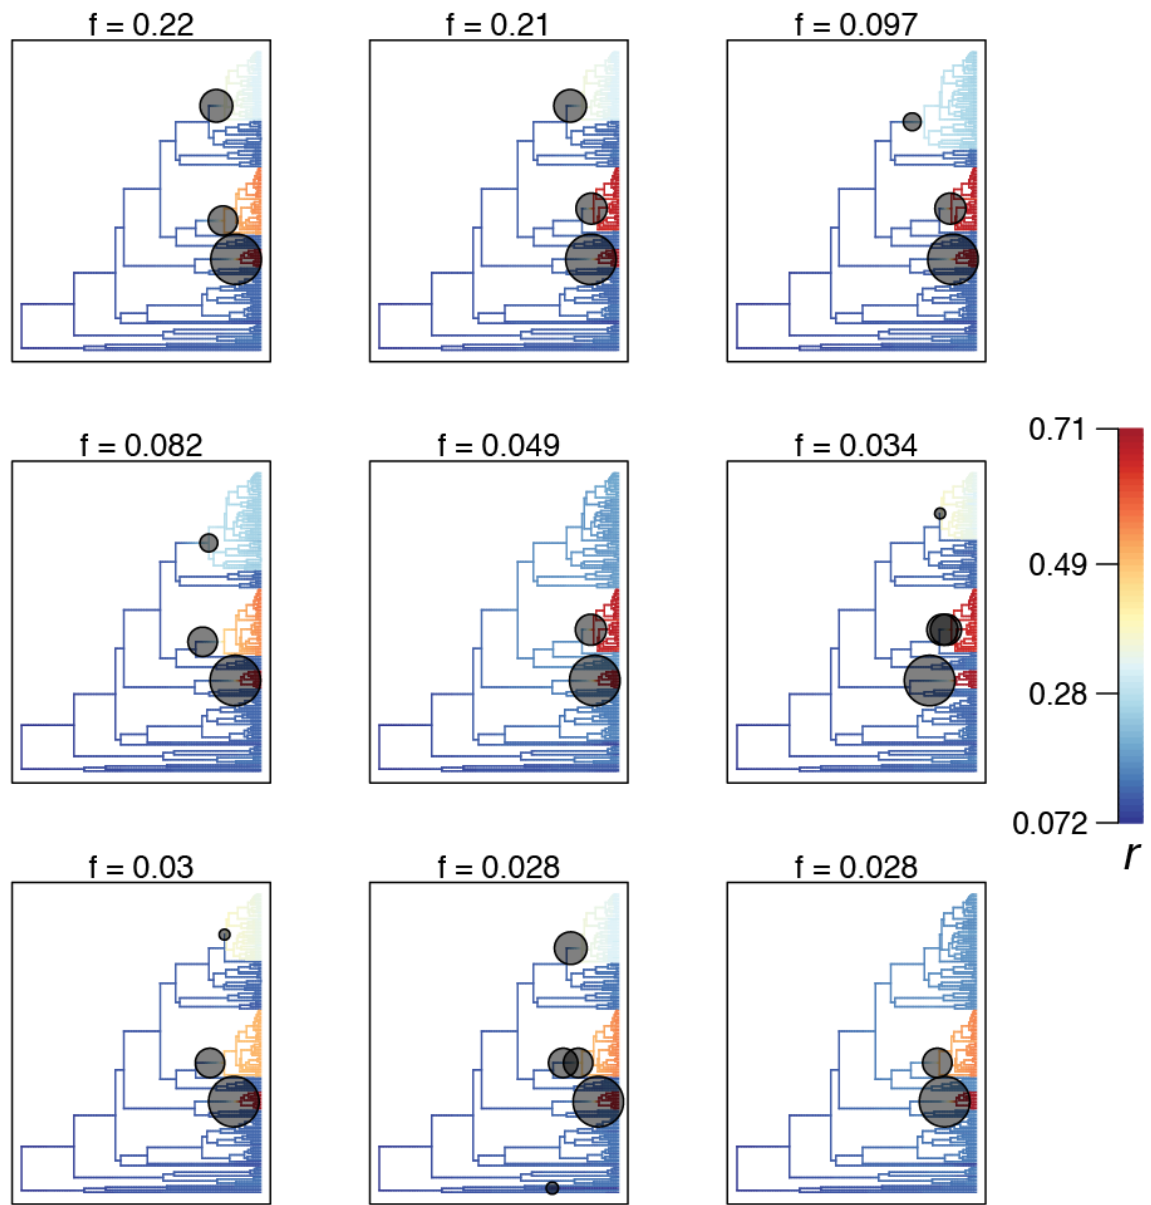 f = 0.22
f = 0.21
f = 0.097
f = 0.082
f = 0.049
f = 0.034
0.71
0.49
0.28
0.072
r
f = 0.03
f = 0.028
f = 0.028